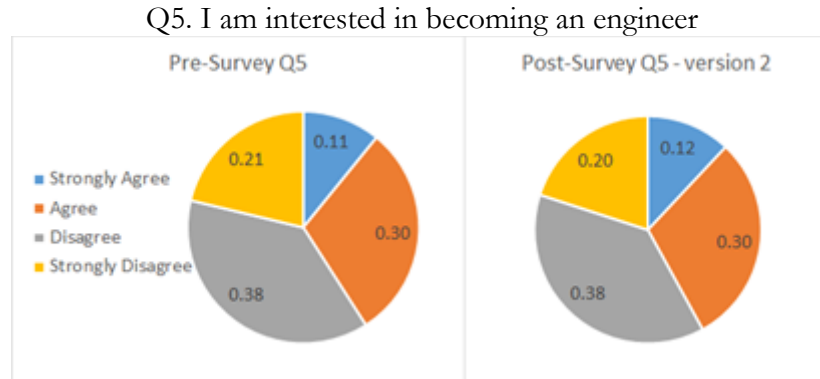 Q5. I am interested in becoming an engineer
Pre-Survey Q5
0.11
0.21
0.30
0.38
Strongly Agree
Agree
Disagree
Strongly Disagree
Post-Survey Q5 - version 2
0.12
0.20
0.30
0.38